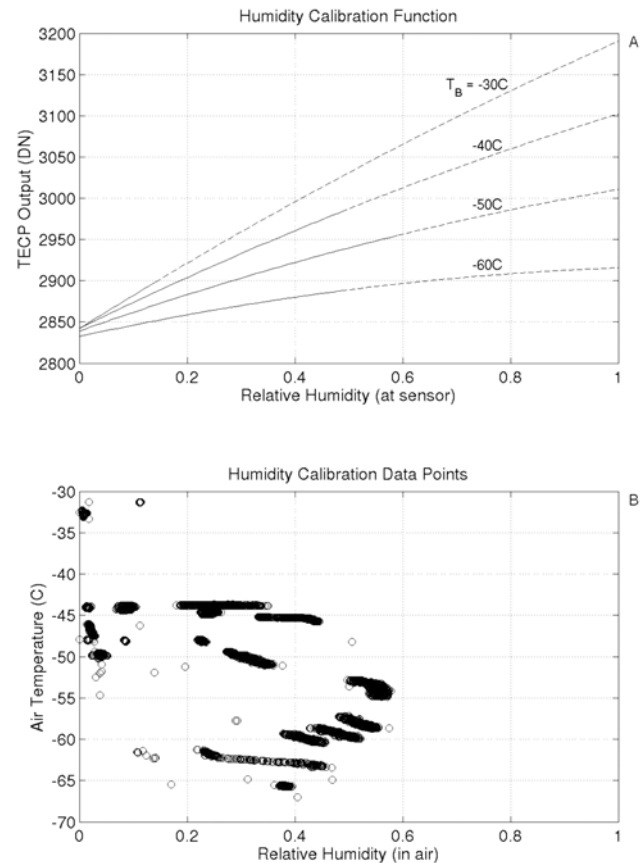 Humidity Calibration Function
A
3200
3150
3100
3050
3000
2950
2900
2850
2800
TECP Output (DN)
T_B = -30C
-40C
-50C
-60C
0
0.2
0.4
0.6
0.8
1
Relative Humidity (at sensor)
Humidity Calibration Data Points
B
-30
-35
-40
-45
-50
-55
-60
-65
-70
Air Temperature (C)
0
0.2
0.4
0.6
0.8
1
Relative Humidity (in air)